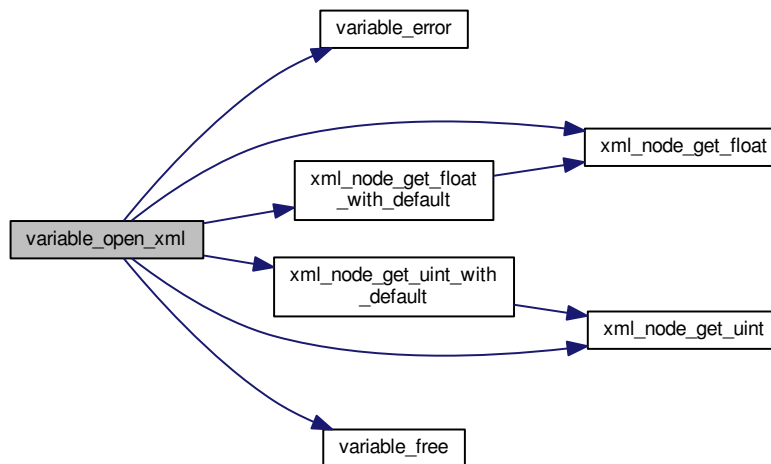 variable_error
xml_node_get_float
xml_node_get_float
_with_default
variable_open_xml
xml_node_get_uint_with
_default
xml_node_get_uint
variable_free